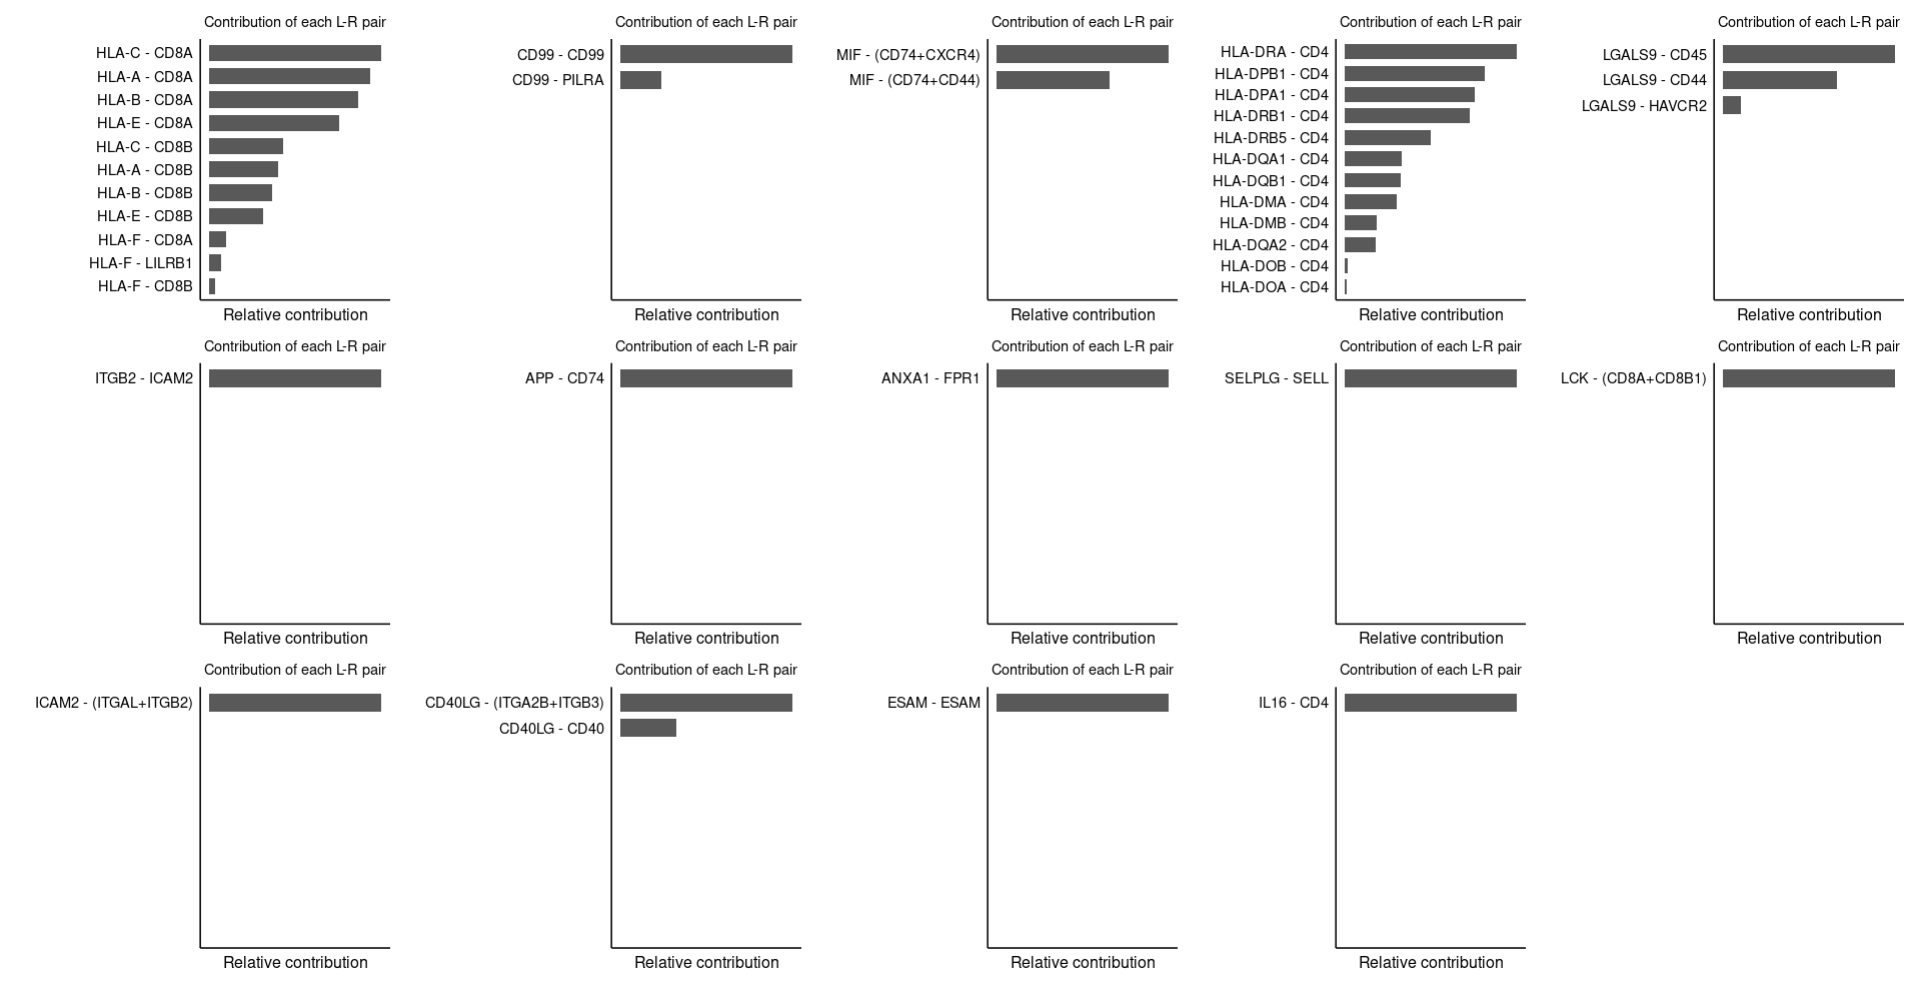 Contribution of each L-R pair
HLA-C - CD8A
HLA-A - CD8A
HLA-B - CD8A
HLA-E - CD8A
HLA-C - CD8B
HLA-A - CD8B
HLA-B - CD8B
HLA-E - CD8B
HLA-F - CD8A
HLA-F - LILRB1
HLA-F - CD8B
Relative contribution
Contribution of each L-R pair
CD99 - CD99
CD99 - PILRA
Relative contribution
Contribution of each L-R pair
MIF - (CD74+CXCR4)
MIF - (CD74+CD44)
Relative contribution
Contribution of each L-R pair
HLA-DRA - CD4
HLA-DPB1 - CD4
HLA-DPA1 - CD4
HLA-DRB1 - CD4
HLA-DRB5 - CD4
HLA-DQA1 - CD4
HLA-DQB1 - CD4
HLA-DMA - CD4
HLA-DMB - CD4
HLA-DQA2 - CD4
HLA-DOB - CD4
HLA-DOA - CD4
Relative contribution
Contribution of each L-R pair
LGALS9 - CD45
LGALS9 - CD44
LGALS9 - HAVCR2
Relative contribution
Contribution of each L-R pair
ITGB2 - ICAM2
Relative contribution
Contribution of each L-R pair
APP - CD74
Relative contribution
Contribution of each L-R pair
ANXA1 - FPR1
Relative contribution
Contribution of each L-R pair
SELPLG - SELL
Relative contribution
Contribution of each L-R pair
LCK - (CD8A+CD8B1)
Relative contribution
Contribution of each L-R pair
ICAM2 - (ITGAL+ITGB2)
Relative contribution
Contribution of each L-R pair
CD40LG - (ITGA2B+ITGB3)
CD40LG - CD40
Relative contribution
Contribution of each L-R pair
ESAM - ESAM
Relative contribution
Contribution of each L-R pair
IL16 - CD4
Relative contribution